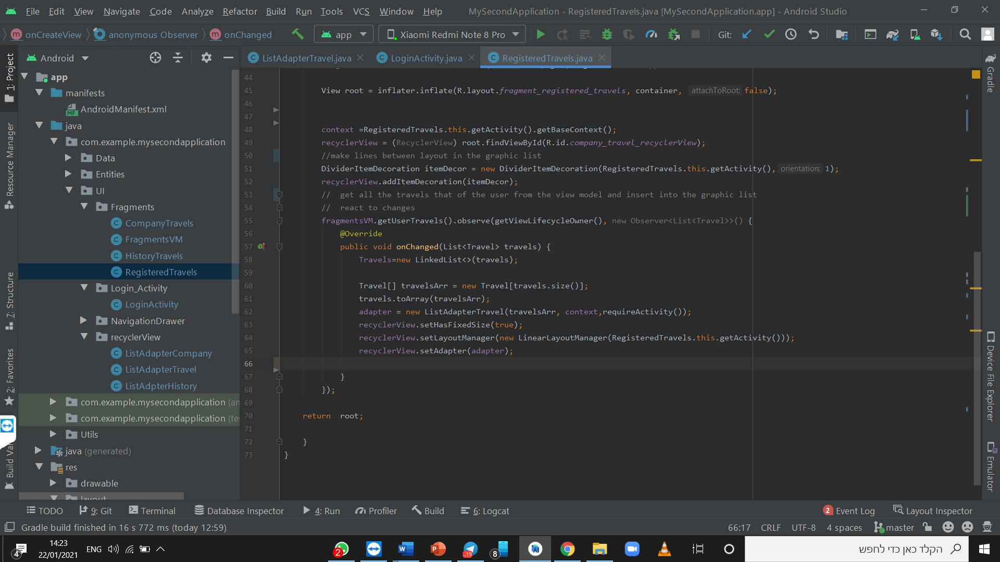 File Edit View Navigate Code Analyze Refactor Build Run Tools VCS Window Help MySecondApplication - RegisteredTravels.java [MySecondApplication.app] - Android Studio
onCreateView anonymous Observer onChanged app Xiaomi Redmi Note 8 Pro Git:
Android
ListAdapterTravel.java LoginActivity.java RegisteredTravels.java
1: Project
Resource Manager
7: Structure
2: Favorites
Build Var
app
manifests
AndroidManifest.xml
java
com.example.mysecondapplication
Data
Entities
UI
Fragments
CompanyTravels
FragmentsVM
HistoryTravels
RegisteredTravels
Login_Activity
LoginActivity
NavigationDrawer
recyclerView
ListAdapterCompany
ListAdapterTravel
ListAdpterHistory
com.example.mysecondapplication (an
com.example.mysecondapplication (te
Utils
java (generated)
res
drawable
layout
44
45 View root = inflater.inflate(R.layout.fragment_registered_travels, container, attachToRoot: false);
46
47
48 context =RegisteredTravels.this.getActivity().getBaseContext();
49 recyclerView = (RecyclerView) root.findViewById(R.id.company_travel_recyclerView);
50 //make lines between layout in the graphic list
51 DividerItemDecoration itemDecor = new DividerItemDecoration(RegisteredTravels.this.getActivity(), orientation: 1);
52 recyclerView.addItemDecoration(itemDecor);
53 // get all the travels that of the user from the view model and insert into the graphic list
54 // react to changes
55 fragmentsVM.getUserTravels().observe(getViewLifecycleOwner(), new Observer<List<Travel>>() {
56 @Override
57 public void onChanged(List<Travel> travels) {
58 Travels=new LinkedList<>(travels);
59
60 Travel[] travelsArr = new Travel[travels.size()];
61 travels.toArray(travelsArr);
62 adapter = new ListAdapterTravel(travelsArr, context,requireActivity());
63 recyclerView.setHasFixedSize(true);
64 recyclerView.setLayoutManager(new LinearLayoutManager(RegisteredTravels.this.getActivity()));
65 recyclerView.setAdapter(adapter);
66
67 }
68 });
69
70 return root;
71
72 }
73 }
Gradle
Device File Explorer
Emulator
TODO 9: Git Terminal Database Inspector 4: Run Profiler Build 6: Logcat 2 Event Log Layout Inspector
Gradle build finished in 16 s 772 ms (today 12:59) 66:17 CRLF UTF-8 4 spaces master
4 14:23 ENG 2 W P ..19 8 הקלד כאן כדי לחפש
22/01/2021